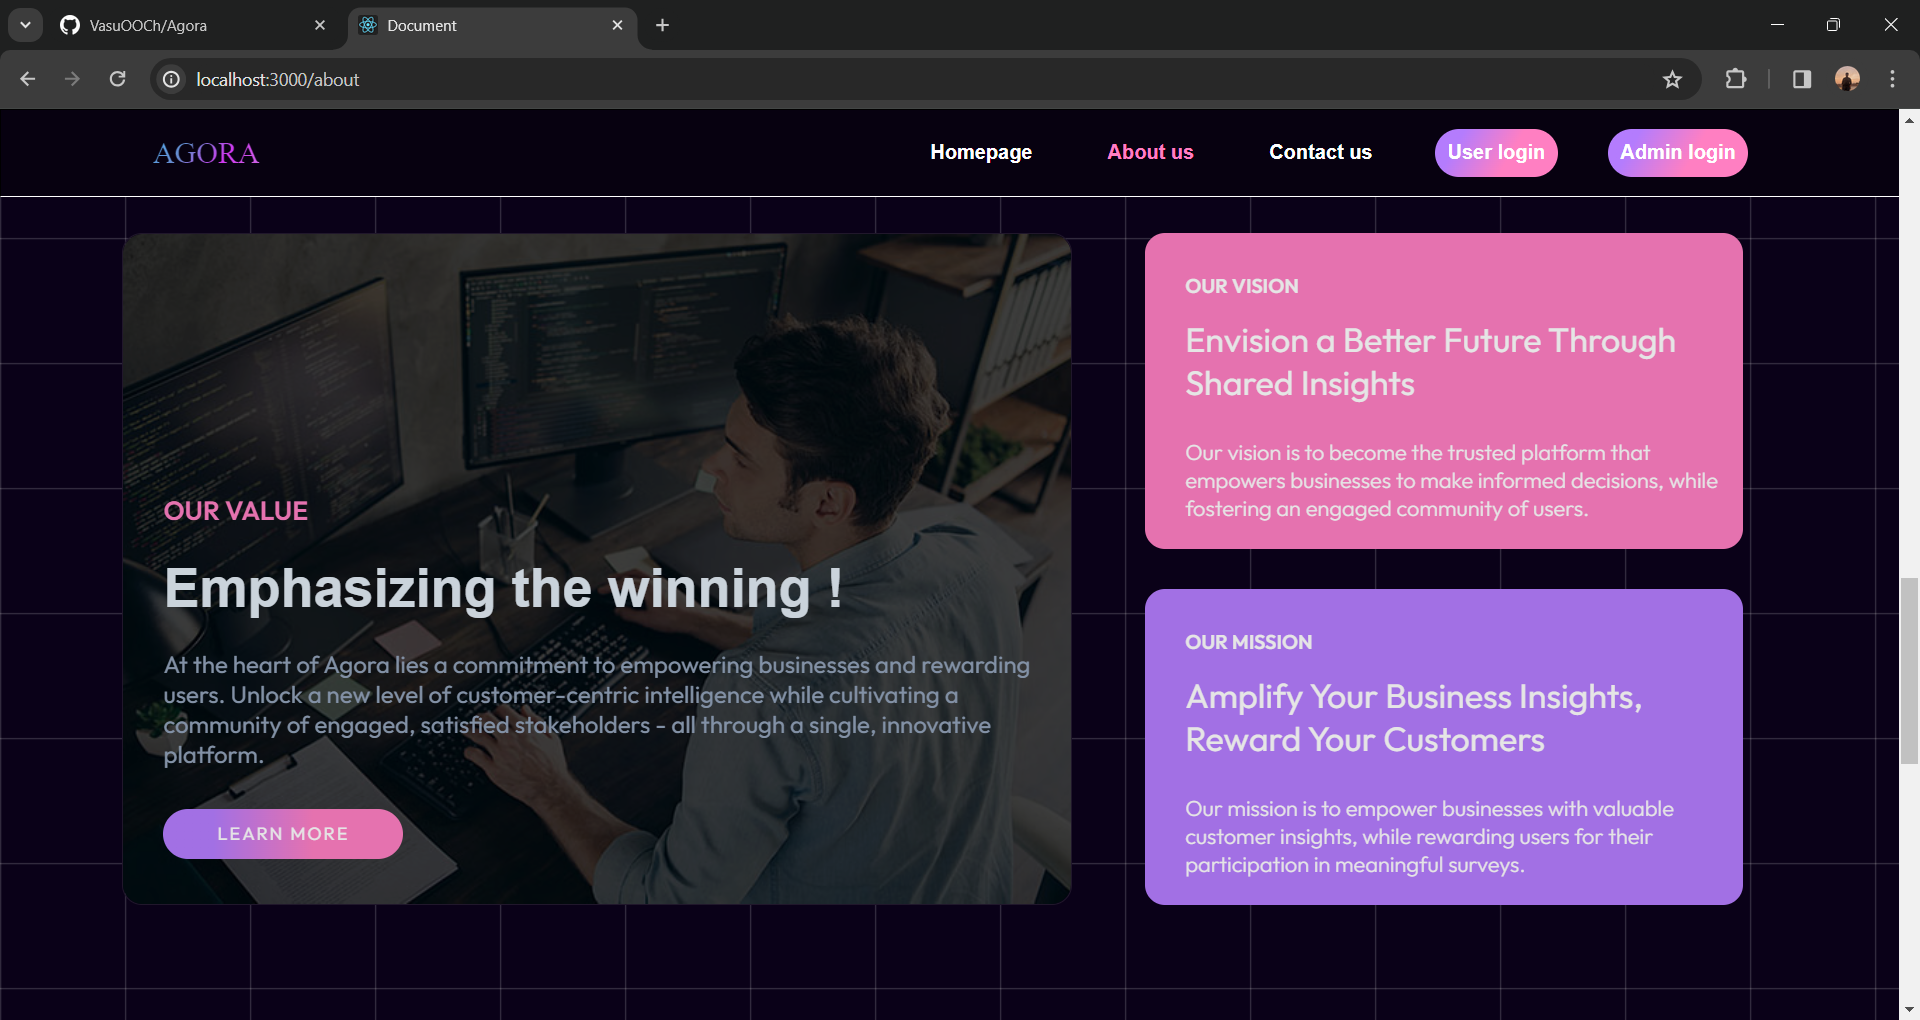 VasuOOCh/Agora
Document
localhost:3000/about
AGORA
Homepage
About us
Contact us
User login
Admin login
OUR VALUE
Emphasizing the winning !
At the heart of Agora lies a commitment to empowering businesses and rewarding
users. Unlock a new level of customer-centric intelligence while cultivating a
community of engaged, satisfied stakeholders - all through a single, innovative
platform.
LEARN MORE
OUR VISION
Envision a Better Future Through
Shared Insights
Our vision is to become the trusted platform that
empowers businesses to make informed decisions, while
fostering an engaged community of users.
OUR MISSION
Amplify Your Business Insights,
Reward Your Customers
Our mission is to empower businesses with valuable
customer insights, while rewarding users for their
participation in meaningful surveys.